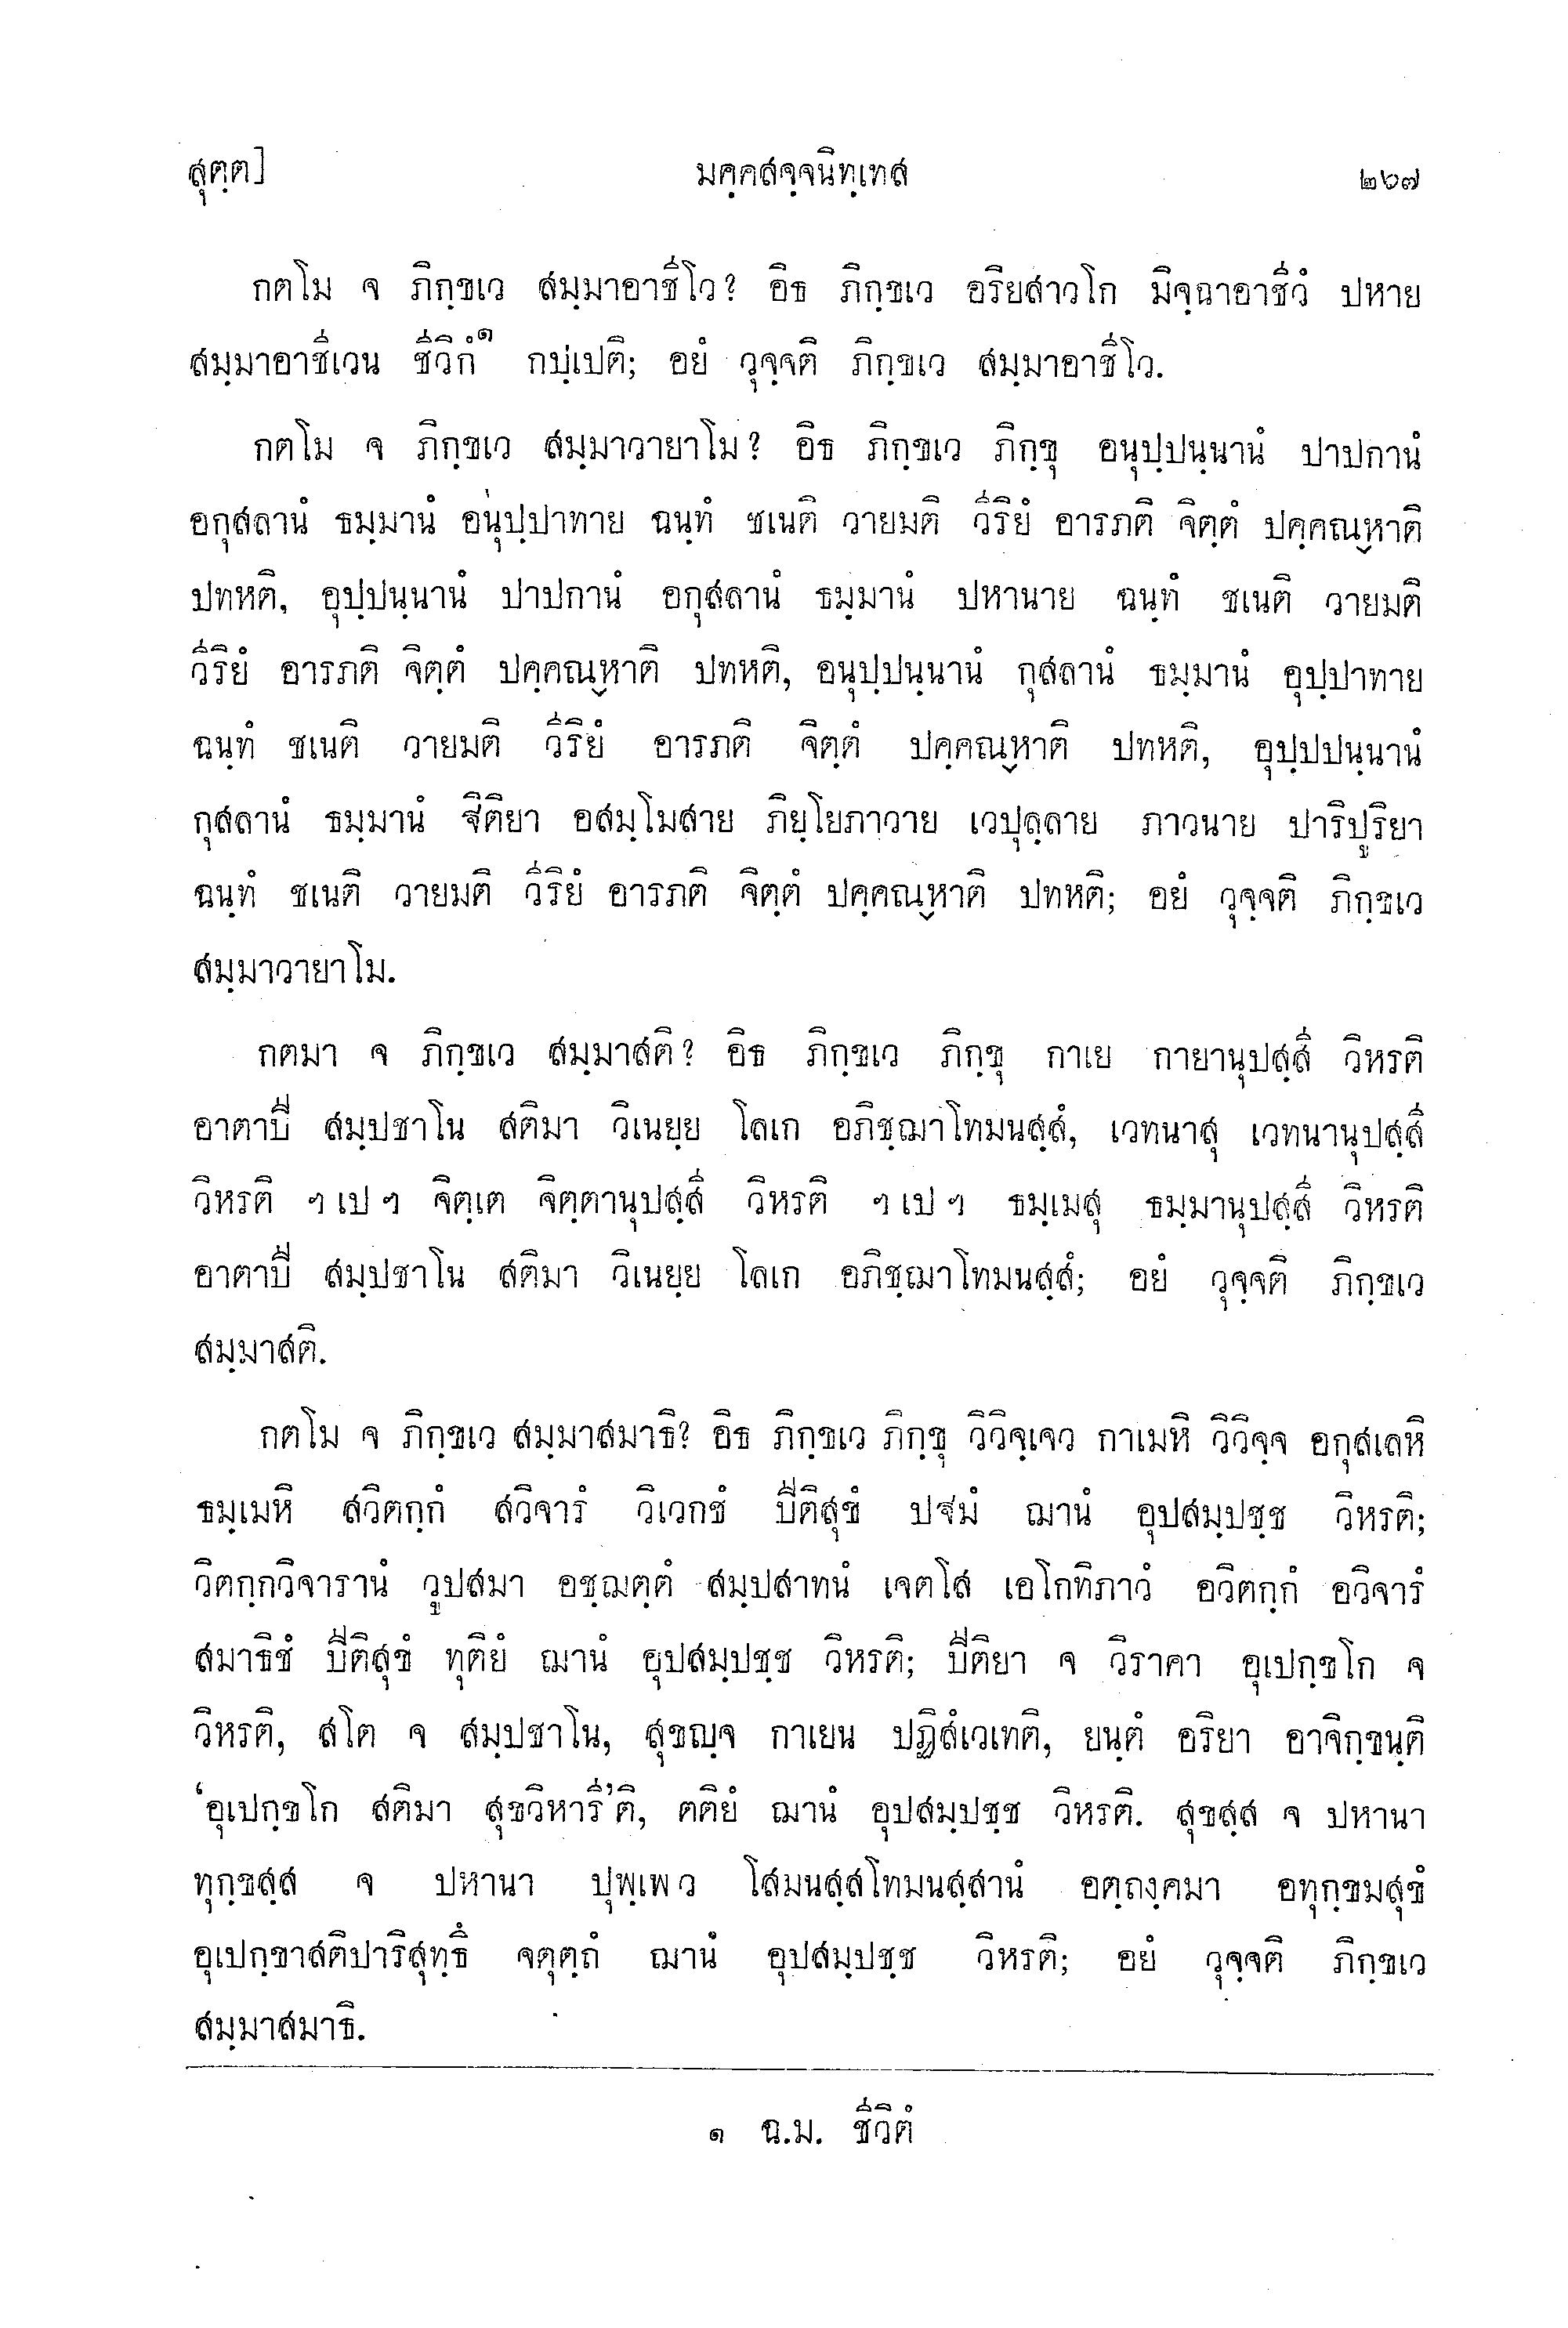 สุตฺต] มคฺคสจฺจนิทฺเทส ๒๖๗
กตโม จ ภิกฺขเว สมฺมาอาชีโว? อิธ ภิกฺขเว อริยสาวโก มิจฺฉาอาชีวํ ปหาย
สมฺมาอาชีเวน ชีวิกํ๑ กปฺเปติ; อยํ วุจฺจติ ภิกฺขเว สมฺมาอาชีโว.
กตโม จ ภิกฺขเว สมฺมาวายาโม? อิธ ภิกฺขเว ภิกฺขุ อนุปฺปนฺนานํ ปาปกานํ
อกุสลานํ ธมฺมานํ อนุปฺปาทาย ฉนฺทํ ชเนติ วายมติ วีริยํ อารภติ จิตฺตํ ปคฺคณฺหาติ
ปทหติ, อุปฺปนฺนานํ ปาปกานํ อกุสลานํ ธมฺมานํ ปหานาย ฉนฺทํ ชเนติ วายมติ
วีริยํ อารภติ จิตฺตํ ปคฺคณฺหาติ ปทหติ, อนุปฺปนฺนานํ กุสลานํ ธมฺมานํ อุปฺปาทาย
ฉนฺทํ ชเนติ วายมติ วีริยํ อารภติ จิตฺตํ ปคฺคณฺหาติ ปทหติ, อุปฺปปนฺนานํ
กุสลานํ ธมฺมานํ ฐิติยา อสมฺโมสาย ภิยฺโยภาวาย เวปุลฺลาย ภาวนาย ปาริปูริยา
ฉนฺทํ ชเนติ วายมติ วีริยํ อารภติ จิตฺตํ ปคฺคณฺหาติ ปทหติ; อยํ วุจฺจติ ภิกฺขเว
สมฺมาวายาโม.
กตมา จ ภิกฺขเว สมฺมาสติ? อิธ ภิกฺขเว ภิกฺขุ กาเย กายานุปสฺสี วิหรติ
อาตาปี สมฺปชาโน สติมา วิเนยฺย โลเก อภิชฺฌาโทมนสฺสํ, เวทนาสุ เวทนานุปสฺสี
วิหรติ ฯ เป ฯ จิตฺเต จิตฺตานุปสฺสี วิหรติ ฯ เป ฯ ธมฺเมสุ ธมฺมานุปสฺสี วิหรติ
อาตาปี สมฺปชาโน สติมา วิเนยฺย โลเก อภิชฺฌาโทมนสฺสํ; อยํ วุจฺจติ ภิกฺขเว
สมฺมาสติ.
กตโม จ ภิกฺขเว สมฺมาสมาธิ? อิธ ภิกฺขเว ภิกฺขุ วิวิจฺเจว กาเมหิ วิวิจฺจ อกุสเลหิ
ธมฺเมหิ สวิตกฺกํ สวิจารํ วิเวกชํ ปีติสุขํ ปฐมํ ฌานํ อุปสมฺปชฺช วิหรติ;
วิตกฺกวิจารานํ วูปสมา อชฺฌตฺตํ สมฺปสาทนํ เจตโส เอโกทิภาวํ อวิตกฺกํ อวิจารํ
สมาธิชํ ปีติสุขํ ทุติยํ ฌานํ อุปสมฺปชฺช วิหรติ; ปีติยา จ วิราคา อุเปกฺขโก จ
วิหรติ, สโต จ สมฺปชาโน, สุขญฺจ กาเยน ปฏิสํเวเทติ, ยนฺตํ อริยา อาจิกฺขนฺติ
‘อุเปกฺขโก สติมา สุขวิหารี’ติ, ตติยํ ฌานํ อุปสมฺปชฺช วิหรติ. สุขสฺส จ ปหานา
ทุกฺขสฺส จ ปหานา ปุพฺเพว โสมนสฺสโทมนสฺสานํ อตฺถงฺคมา อทุกฺขมสุขํ
อุเปกฺขาสติปาริสุทฺธึ จตุตฺถํ ฌานํ อุปสมฺปชฺช วิหรติ; อยํ วุจฺจติ ภิกฺขเว
สมฺมาสมาธิ.
๑ ฉ.ม. ชีวิตํ